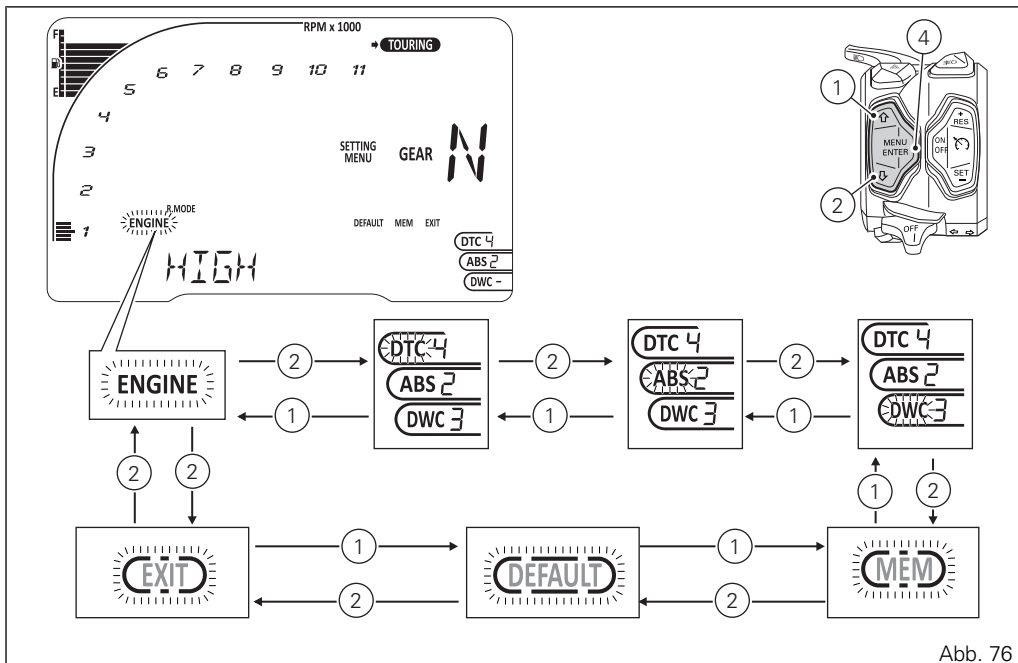 RPM x 1000
F
E
TOURING
1
2
3
4
5
6
7
8
9
10
11
SETTING
MENU
GEAR N
R.MODE
ENGINE
DEFAULT MEM EXIT
HIGH
DTC 4
ABS 2
DWC -
4
1
2
MENU
ENTER
+
RES
ON
OFF
SET
-
OFF
ENGINE
2
1
DTC 4
ABS 2
DWC 3
2
1
DTC 4
ABS 2
DWC 3
2
1
DTC 4
ABS 2
DWC 3
2
2
1
2
EXIT
1
2
DEFAULT
1
2
MEM
Abb. 76